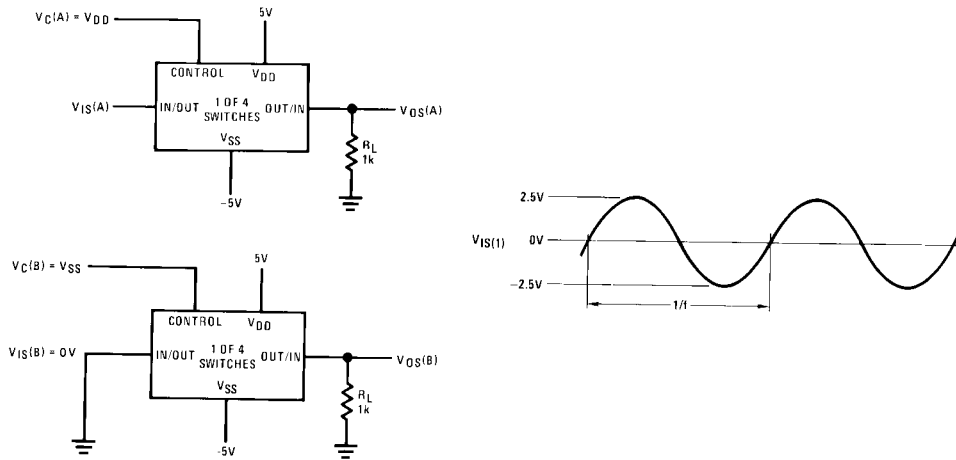 VC(A) = VDD
5V
CONTROL
VDD
VIS(A)
IN/OUT
1 OF 4
SWITCHES
OUT/IN
VOS(A)
VSS
RL
1k
-5V
VC(B) = VSS
5V
CONTROL
VDD
VIS(B) = 0V
IN/OUT
1 OF 4
SWITCHES
OUT/IN
VOS(B)
VSS
RL
1k
-5V
2.5V
VIS(1)
0V
−2.5V
1/f